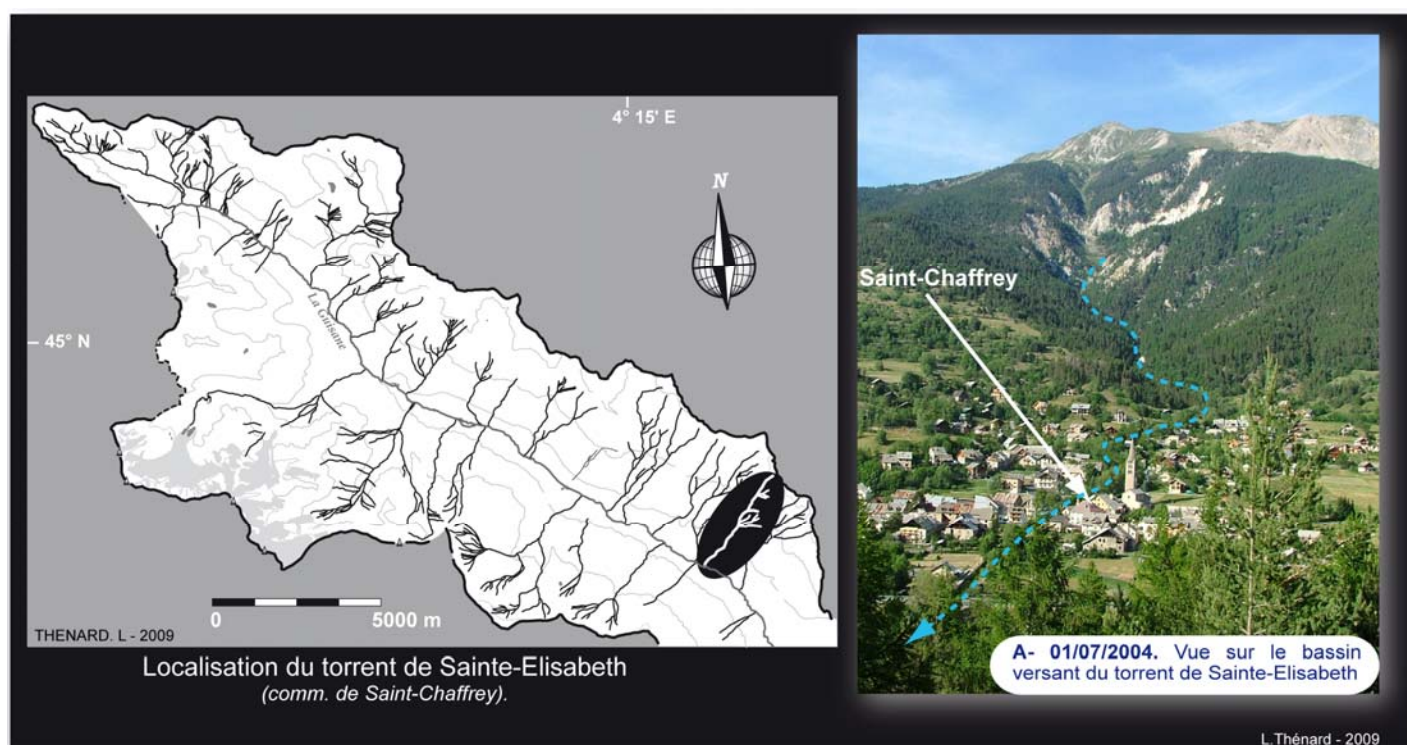 4° 15' E
N
45° N
La Guisane
0 5000 m
THENARD. L - 2009
Localisation du torrent de Sainte-Elisabeth
(comm. de Saint-Chaffrey).
Saint-Chaffrey
A- 01/07/2004. Vue sur le bassin
versant du torrent de Sainte-Elisabeth
L.Thénard - 2009